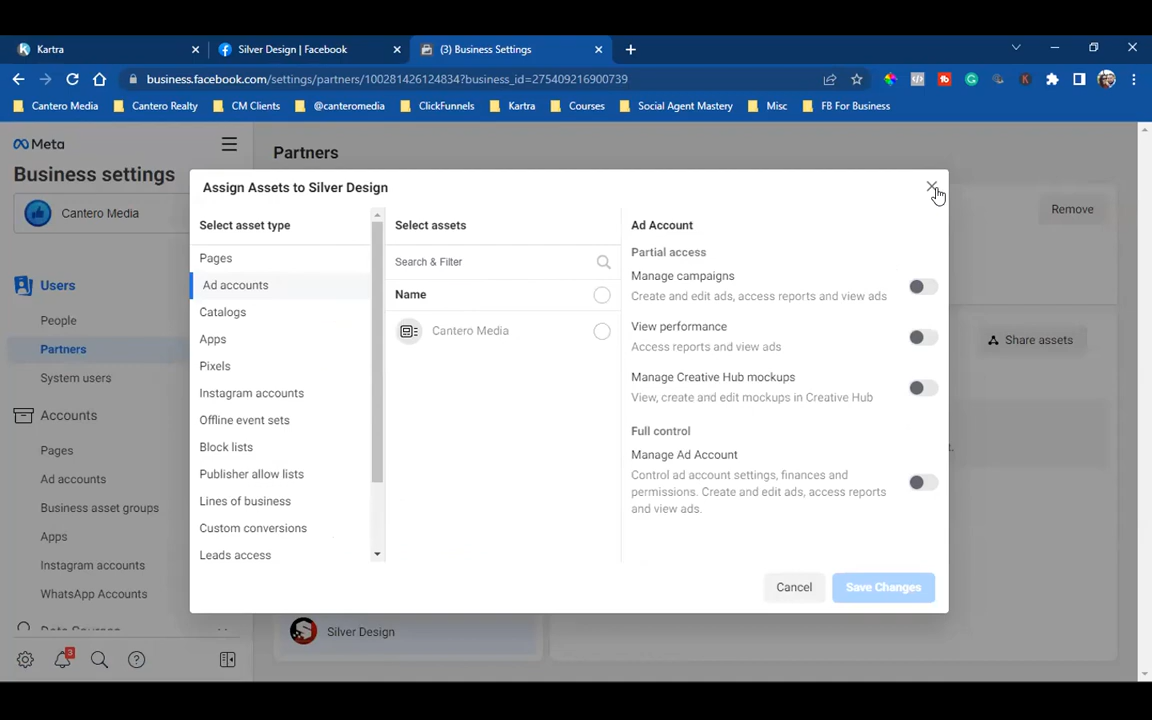 Kartra
Silver Design | Facebook
(3) Business Settings
business.facebook.com/settings/partners/100281426124834?business_id=275409216900739
Cantero Media
Cantero Realty
CM Clients
@canteromedia
ClickFunnels
Kartra
Courses
Social Agent Mastery
Misc
FB For Business
Meta
Business settings
Cantero Media
Users
People
Partners
System users
Accounts
Pages
Ad accounts
Business asset groups
Apps
Instagram accounts
WhatsApp Accounts
3
Partners
Remove
Share assets
Silver Design
Assign Assets to Silver Design
Select asset type
Pages
Ad accounts
Catalogs
Apps
Pixels
Instagram accounts
Offline event sets
Block lists
Publisher allow lists
Lines of business
Custom conversions
Leads access
Select assets
Search & Filter
Name
Cantero Media
Ad Account
Partial access
Manage campaigns
Create and edit ads, access reports and view ads
View performance
Access reports and view ads
Manage Creative Hub mockups
View, create and edit mockups in Creative Hub
Full control
Manage Ad Account
Control ad account settings, finances and
permissions. Create and edit ads, access reports
and view ads.
Cancel
Save Changes